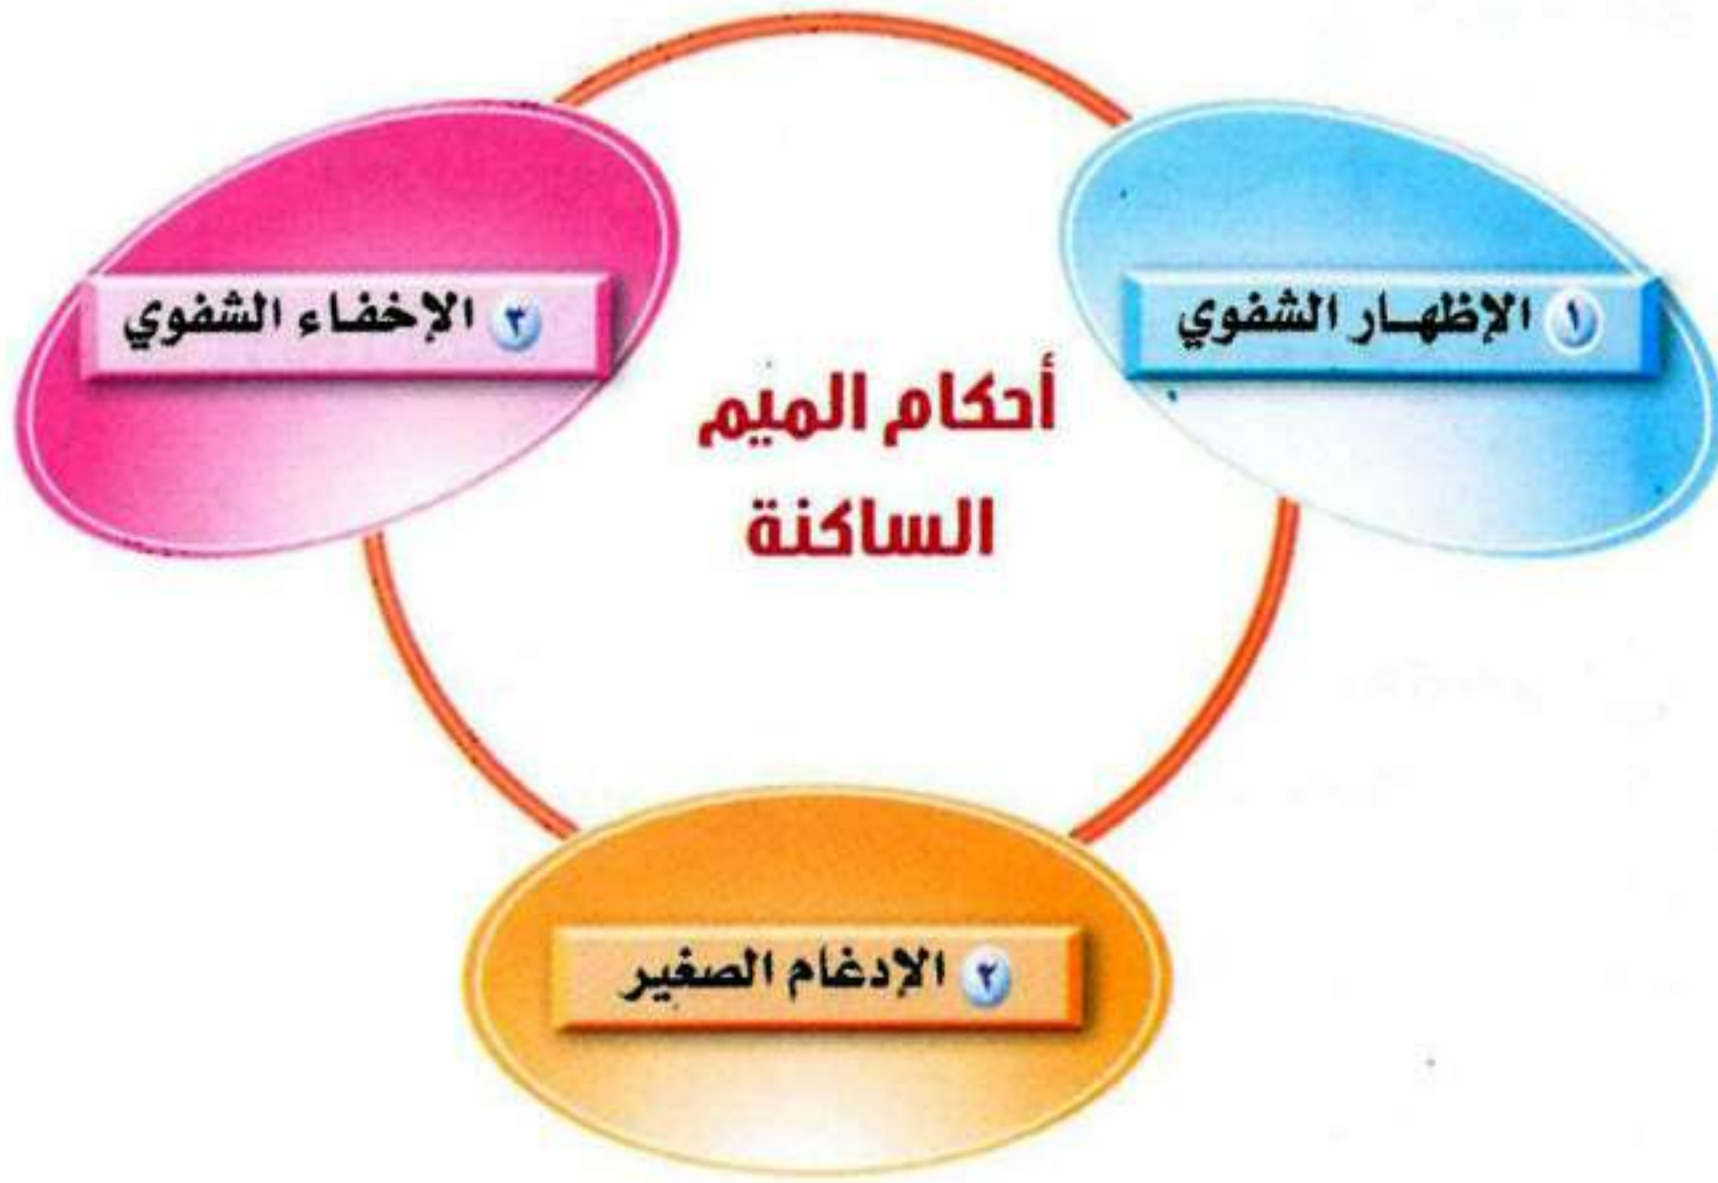 أحكام الميم
الساكنة
١ الإظهار الشفوي
٢ الإدغام الصغير
٣ الإخفاء الشفوي